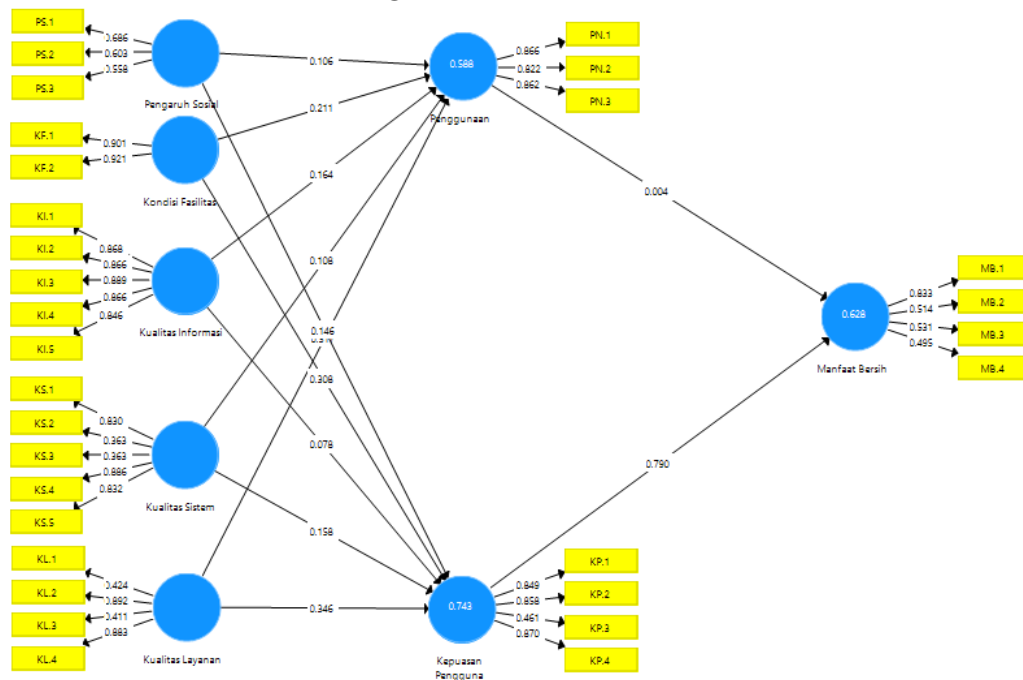 PS.1
PS.2
PS.3
0.686
0.603
0.558
Pengaruh Sosial
KF.1
KF.2
0.901
0.921
Kondisi Fasilitas
KI.1
KI.2
KI.3
KI.4
KI.5
0.868
0.866
0.889
0.866
0.846
Kualitas Informasi
KS.1
KS.2
KS.3
KS.4
KS.5
0.830
0.363
0.363
0.886
0.832
Kualitas Sistem
KL.1
KL.2
KL.3
KL.4
0.424
0.892
0.411
0.883
Kualitas Layanan
0.106
0.211
0.164
0.108
0.146
0.308
0.078
0.158
0.346
0.588
Penggunaan
0.866
0.822
0.862
PN.1
PN.2
PN.3
0.743
Kepuasan
Pengguna
0.849
0.858
0.461
0.870
KP.1
KP.2
KP.3
KP.4
0.004
0.790
0.628
Manfaat Bersih
0.833
0.514
0.531
0.495
MB.1
MB.2
MB.3
MB.4